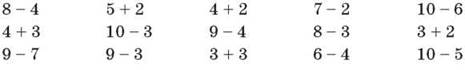 8 – 4 5 + 2 4 + 2 7 – 2 10 – 6
4 + 3 10 – 3 9 – 4 8 – 3 3 + 2
9 – 7 9 – 3 3 + 3 6 – 4 10 – 5